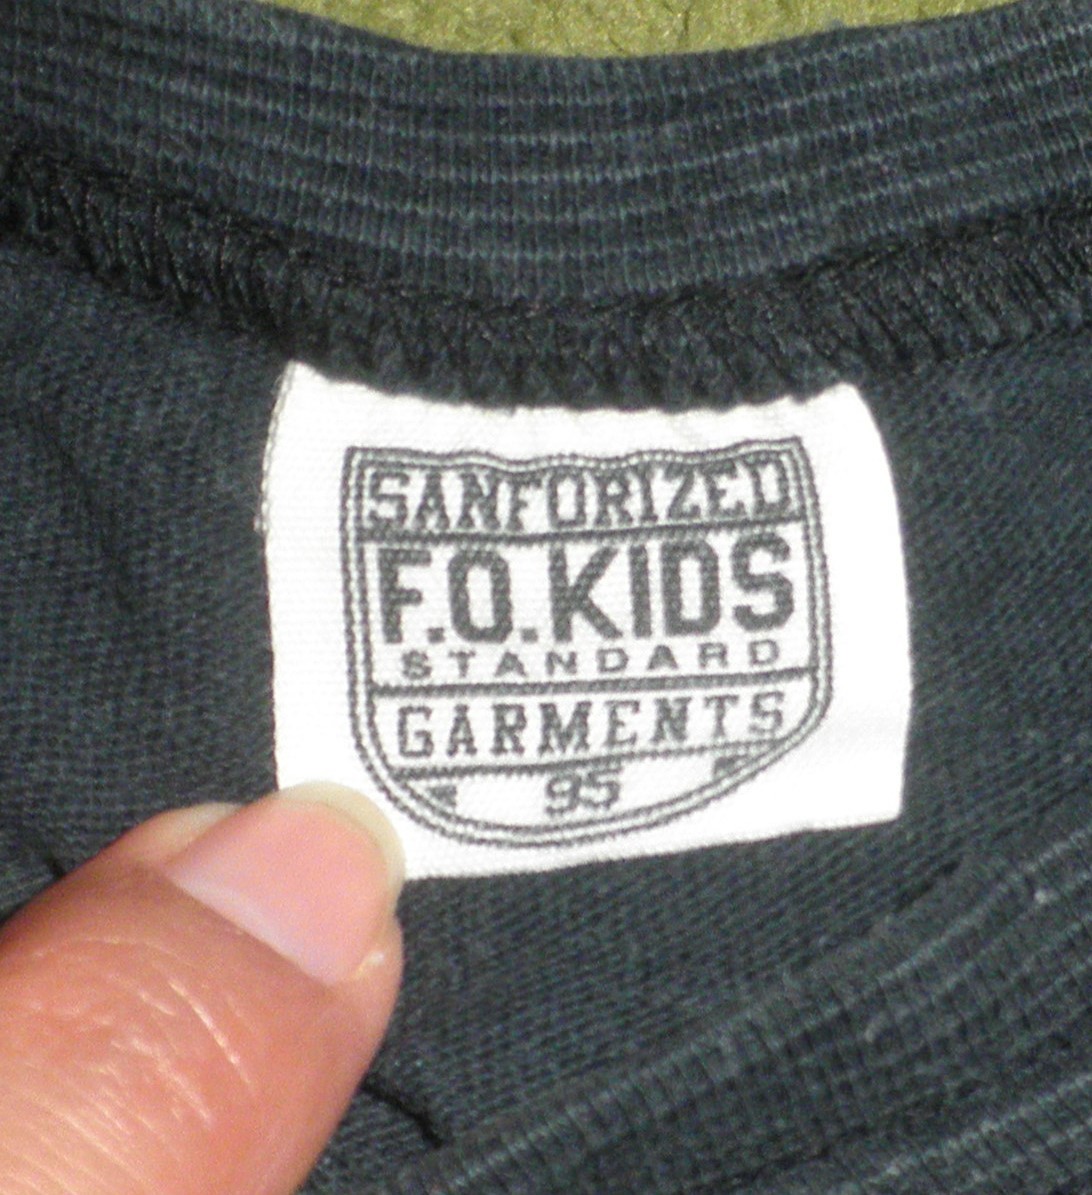 SANFORIZED
F.O.KIDS
STANDARD
GARMENTS
95